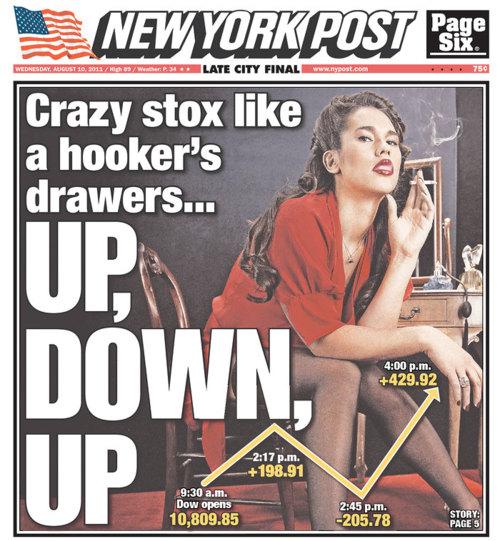 NEW YORK POST
Page
Six®
WEDNESDAY, AUGUST 10, 2011 / High 89 / Weather: P. 34 ★★
LATE CITY FINAL
www.nypost.com
75¢
Crazy stox like
a hooker's
drawers...
UP,
DOWN,
UP
9:30 a.m.
Dow opens
10,809.85
2:17 p.m.
+198.91
2:45 p.m.
-205.78
4:00 p.m.
+429.92
STORY:
PAGE 5